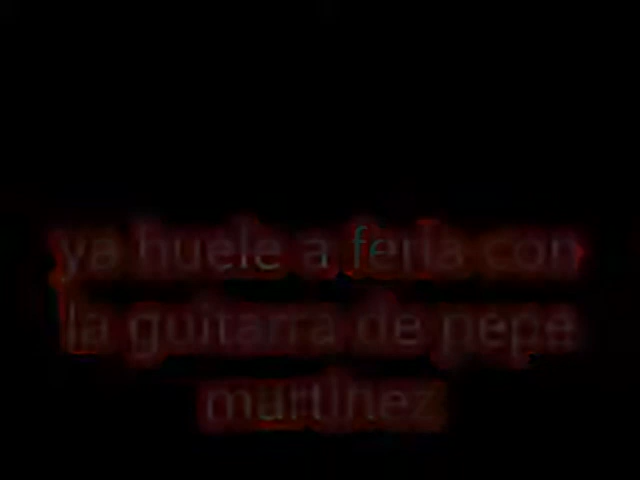 ya huele a feria con
la guitarra de pepe
martinez